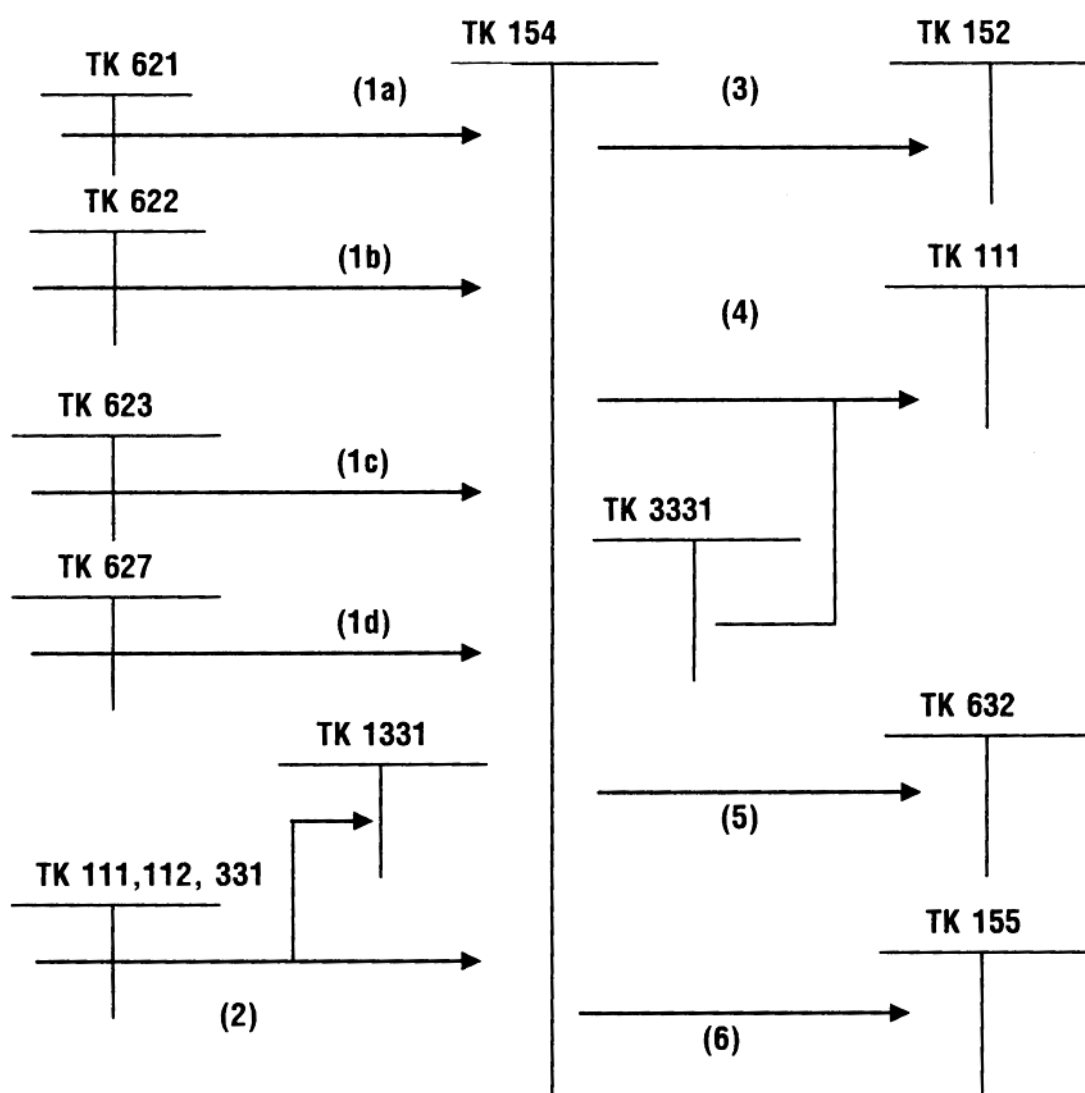 TK 154
TK 152
TK 621
(1a)
(3)
TK 622
(1b)
TK 111
(4)
TK 623
(1c)
TK 3331
TK 627
(1d)
TK 632
TK 1331
(5)
TK 111,112, 331
TK 155
(2)
(6)